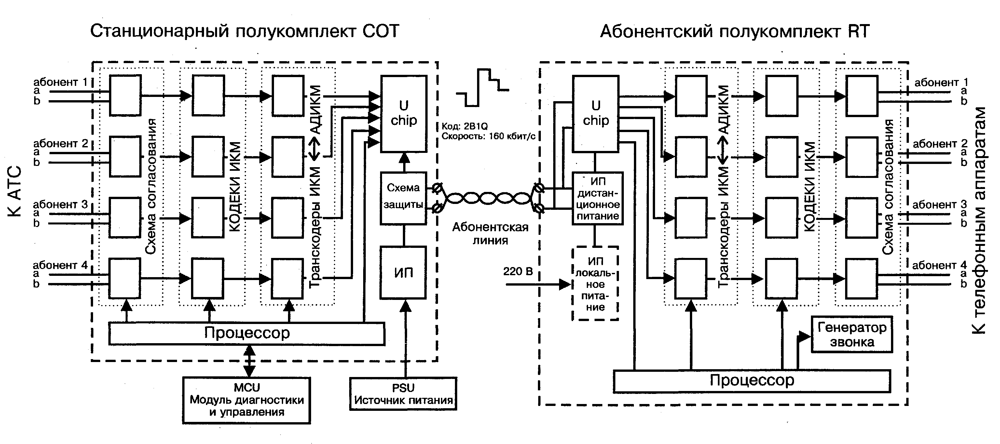 Станционарный полукомплект COT
Абонентский полукомплект RT
К АТС
абонент 1
a
b
абонент 2
a
b
абонент 3
a
b
абонент 4
a
b
Схема согласования
КОДЕКИ ИКМ
Транскодеры ИКМ ↔ АДИКМ
U
chip
Схема
защиты
ИП
Процессор
MCU
Модуль диагностики
и управления
PSU
Источник питания
Код: 2B1Q
Скорость: 160 кбит/с
Абонентская
линия
220 В
U
chip
ИП
дистан-
ционное
питание
ИП
локаль-
ное
пита-
ние
Транскодеры ИКМ ↔ АДИКМ
КОДЕКИ ИКМ
Схема согласования
Генератор
звонка
Процессор
абонент 1
a
b
абонент 2
a
b
абонент 3
a
b
абонент 4
a
b
К телефонным аппаратам